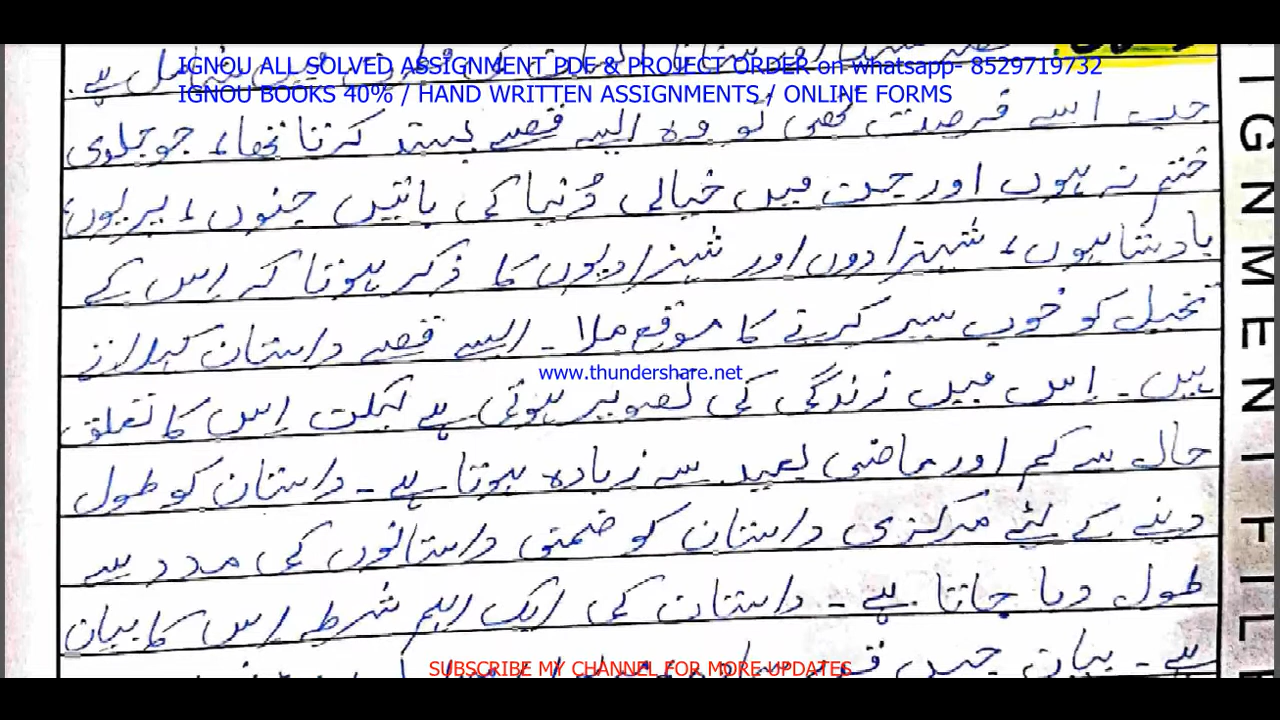 IGNOU ALL SOLVED ASSIGNMENT PDF & PROJECT ORDER on whatsapp- 8529719732
شامل ہے۔
IGNOU BOOKS 40% / HAND WRITTEN ASSIGNMENTS / ONLINE FORMS
جب اسے فرصت تھی تو وہ ایسے قصے پسند کرتا تھا، جو جلدی
ختم نہ ہوں اور جن میں خیالی دُنیا کی باتیں جنوں، پریوں،
بادشاہوں، شہزادوں اور شہزادیوں کا ذکر ہوتا کہ اِس کے
تخیل کو خوب سیر کرنے کا موقع ملا۔ ایسے قصے داستان کہلاتے
www.thundershare.net
ہیں۔ اِس میں زندگی کی تصویر ہوتی ہے لیکن اِس کا تعلق
حال سے کم اور ماضی بعید سے زیادہ ہوتا ہے۔ داستان کو طول
دینے کے لئے مرکزی داستان کو ضمنی داستانوں کی مدد سے
طول دیا جاتا ہے۔ داستان کی ایک اہم شرط اِس کا بیان
ہے۔ بیان جس
SUBSCRIBE MY CHANNEL FOR MORE UPDATES
IGNMENT FILE